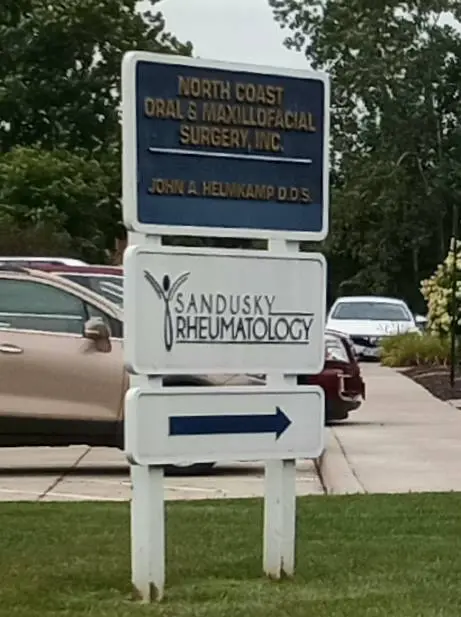 NORTH COAST
ORAL & MAXILLOFACIAL
SURGERY, INC.
JOHN A. HELMKAMP D.D.S.
SANDUSKY
RHEUMATOLOGY